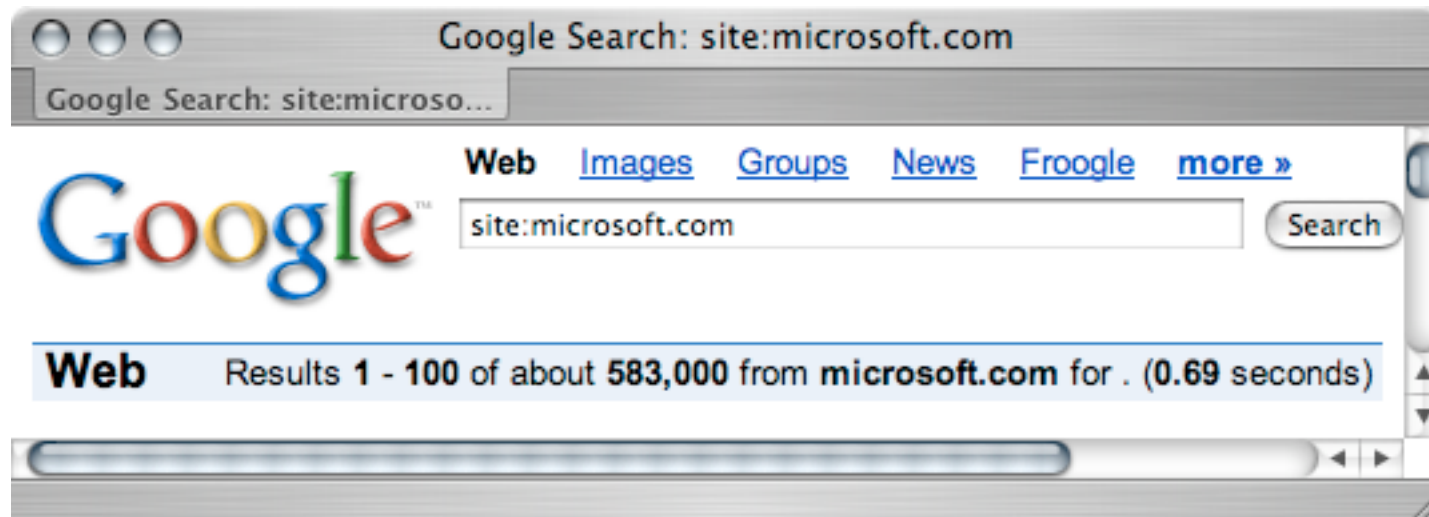 Google Search: site:microsoft.com
Google Search: site:microso...
Web Images Groups News Froogle more »
Google™
site:microsoft.com Search
Web Results 1 - 100 of about 583,000 from microsoft.com for . (0.69 seconds)